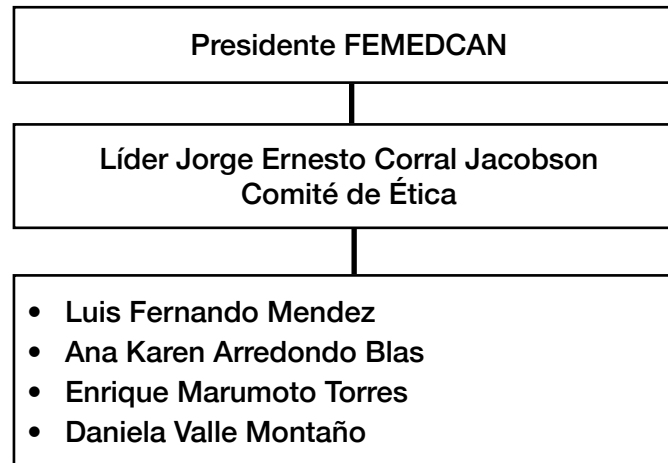 Presidente FEMEDCAN
Líder Jorge Ernesto Corral Jacobson
Comité de Ética
• Luis Fernando Mendez
• Ana Karen Arredondo Blas
• Enrique Marumoto Torres
• Daniela Valle Montaño